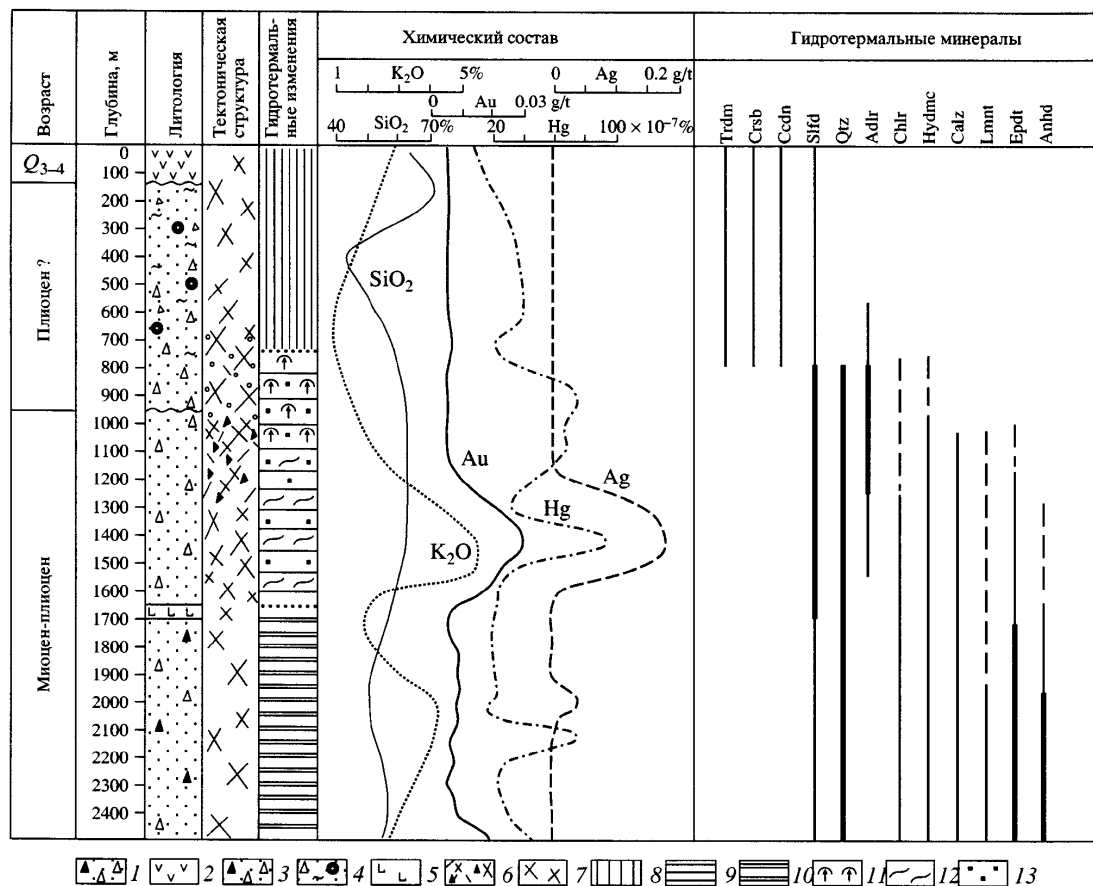 Возраст
Глубина, м
Литология
Тектоническая
структура
Гидротермаль-
ные изменения
Химический состав
1 K₂O 5%
0 Ag 0.2 g/t
0 Au 0.03 g/t
40 SiO₂ 70%
20 Hg 100 × 10⁻⁷%
Гидротермальные минералы
Trdm
Crsb
Ccdn
Slfd
Qtz
Adlr
Chlr
Hydmc
Calz
Lmnt
Epdt
Anhd
Q₃₋₄
Плиоцен ?
Миоцен-плиоцен
0
100
200
300
400
500
600
700
800
900
1000
1100
1200
1300
1400
1500
1600
1700
1800
1900
2000
2100
2200
2300
2400
SiO₂
Au
Ag
Hg
K₂O
1 2 3 4 5 6 7 8 9 10 11 12 13